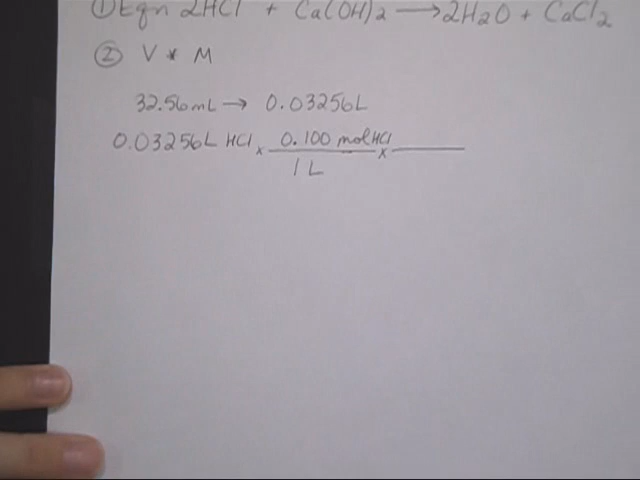 ① Eqn 2HCl + Ca(OH)2 → 2H2O + CaCl2
② V * M
32.56mL → 0.03256L
0.03256L HCl x 0.100 mol HCl x
1 L